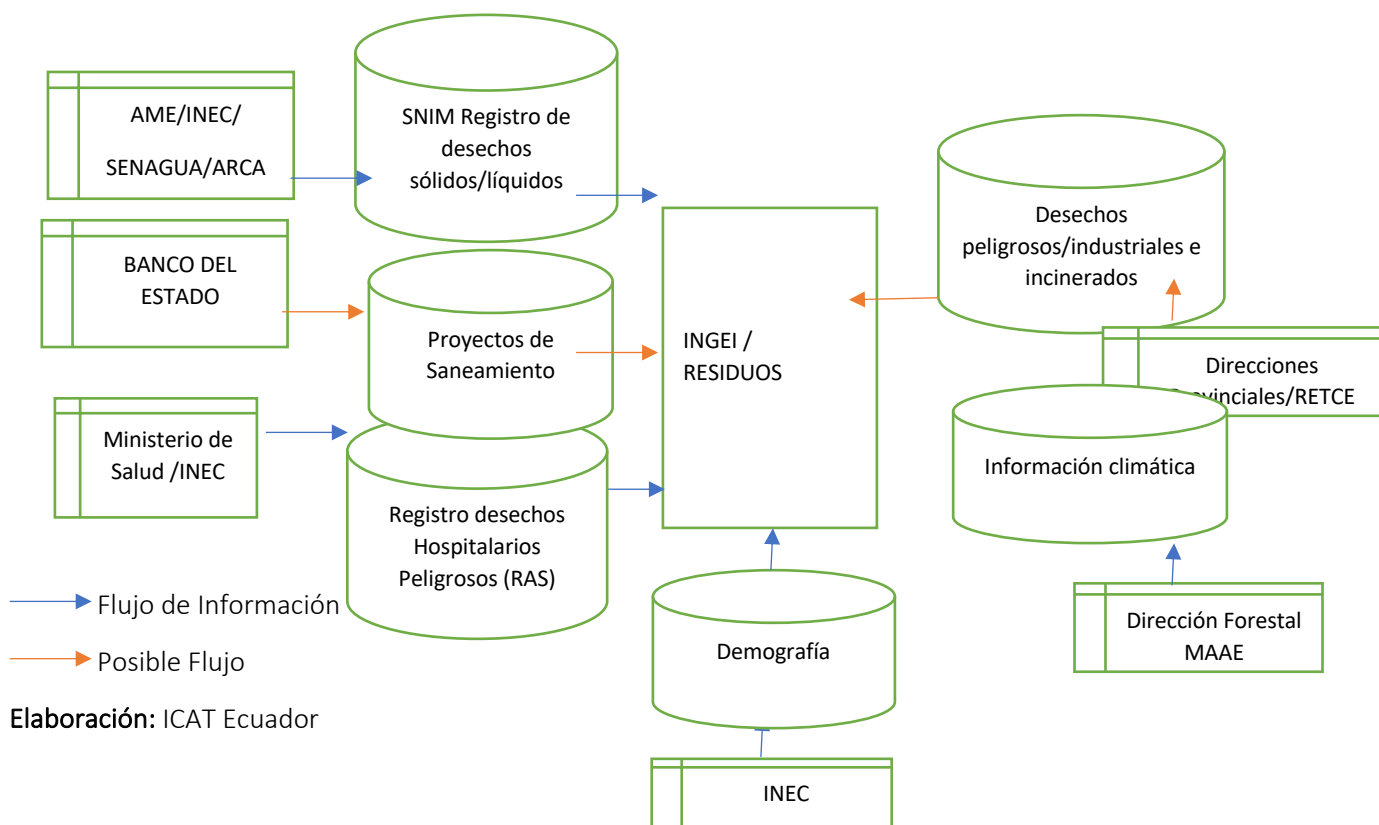 AME/INEC/
SENAGUA/ARCA
SNIM Registro de
desechos
sólidos/líquidos
BANCO DEL
ESTADO
Proyectos de
Saneamiento
Ministerio de
Salud /INEC
Registro desechos
Hospitalarios
Peligrosos (RAS)
INGEI /
RESIDUOS
Desechos
peligrosos/industriales e
incinerados
Direcciones
Provinciales/RETCE
Información climática
Dirección Forestal
MAAE
Demografía
INEC
Flujo de Información
Posible Flujo
Elaboración: ICAT Ecuador